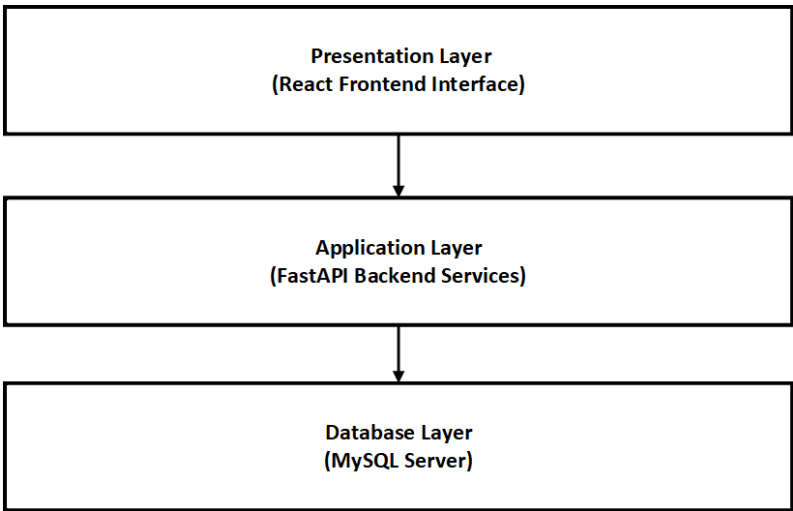 Presentation Layer
(React Frontend Interface)
Application Layer
(FastAPI Backend Services)
Database Layer
(MySQL Server)